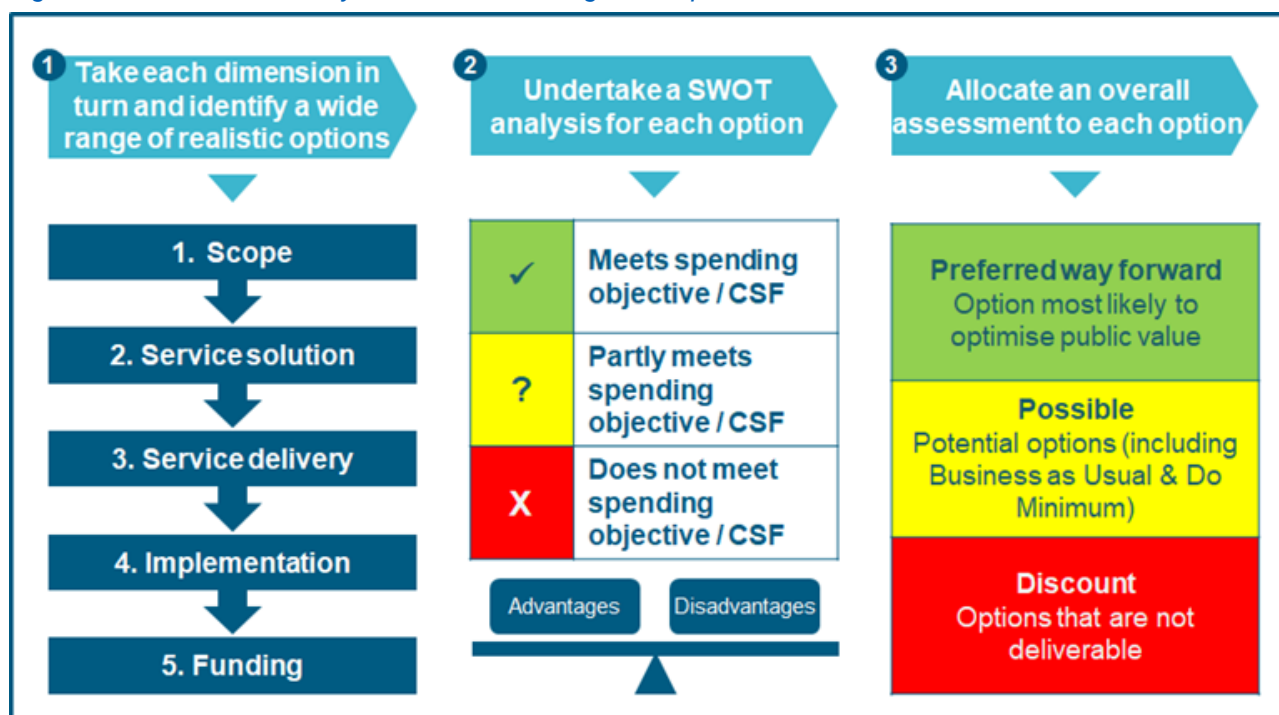 1
Take each dimension in
turn and identify a wide
range of realistic options
1. Scope
2. Service solution
3. Service delivery
4. Implementation
5. Funding
2
Undertake a SWOT
analysis for each option
✓
Meets spending
objective / CSF
?
Partly meets
spending
objective / CSF
X
Does not meet
spending
objective / CSF
Advantages
Disadvantages
3
Allocate an overall
assessment to each option
Preferred way forward
Option most likely to
optimise public value
Possible
Potential options (including
Business as Usual & Do
Minimum)
Discount
Options that are not
deliverable